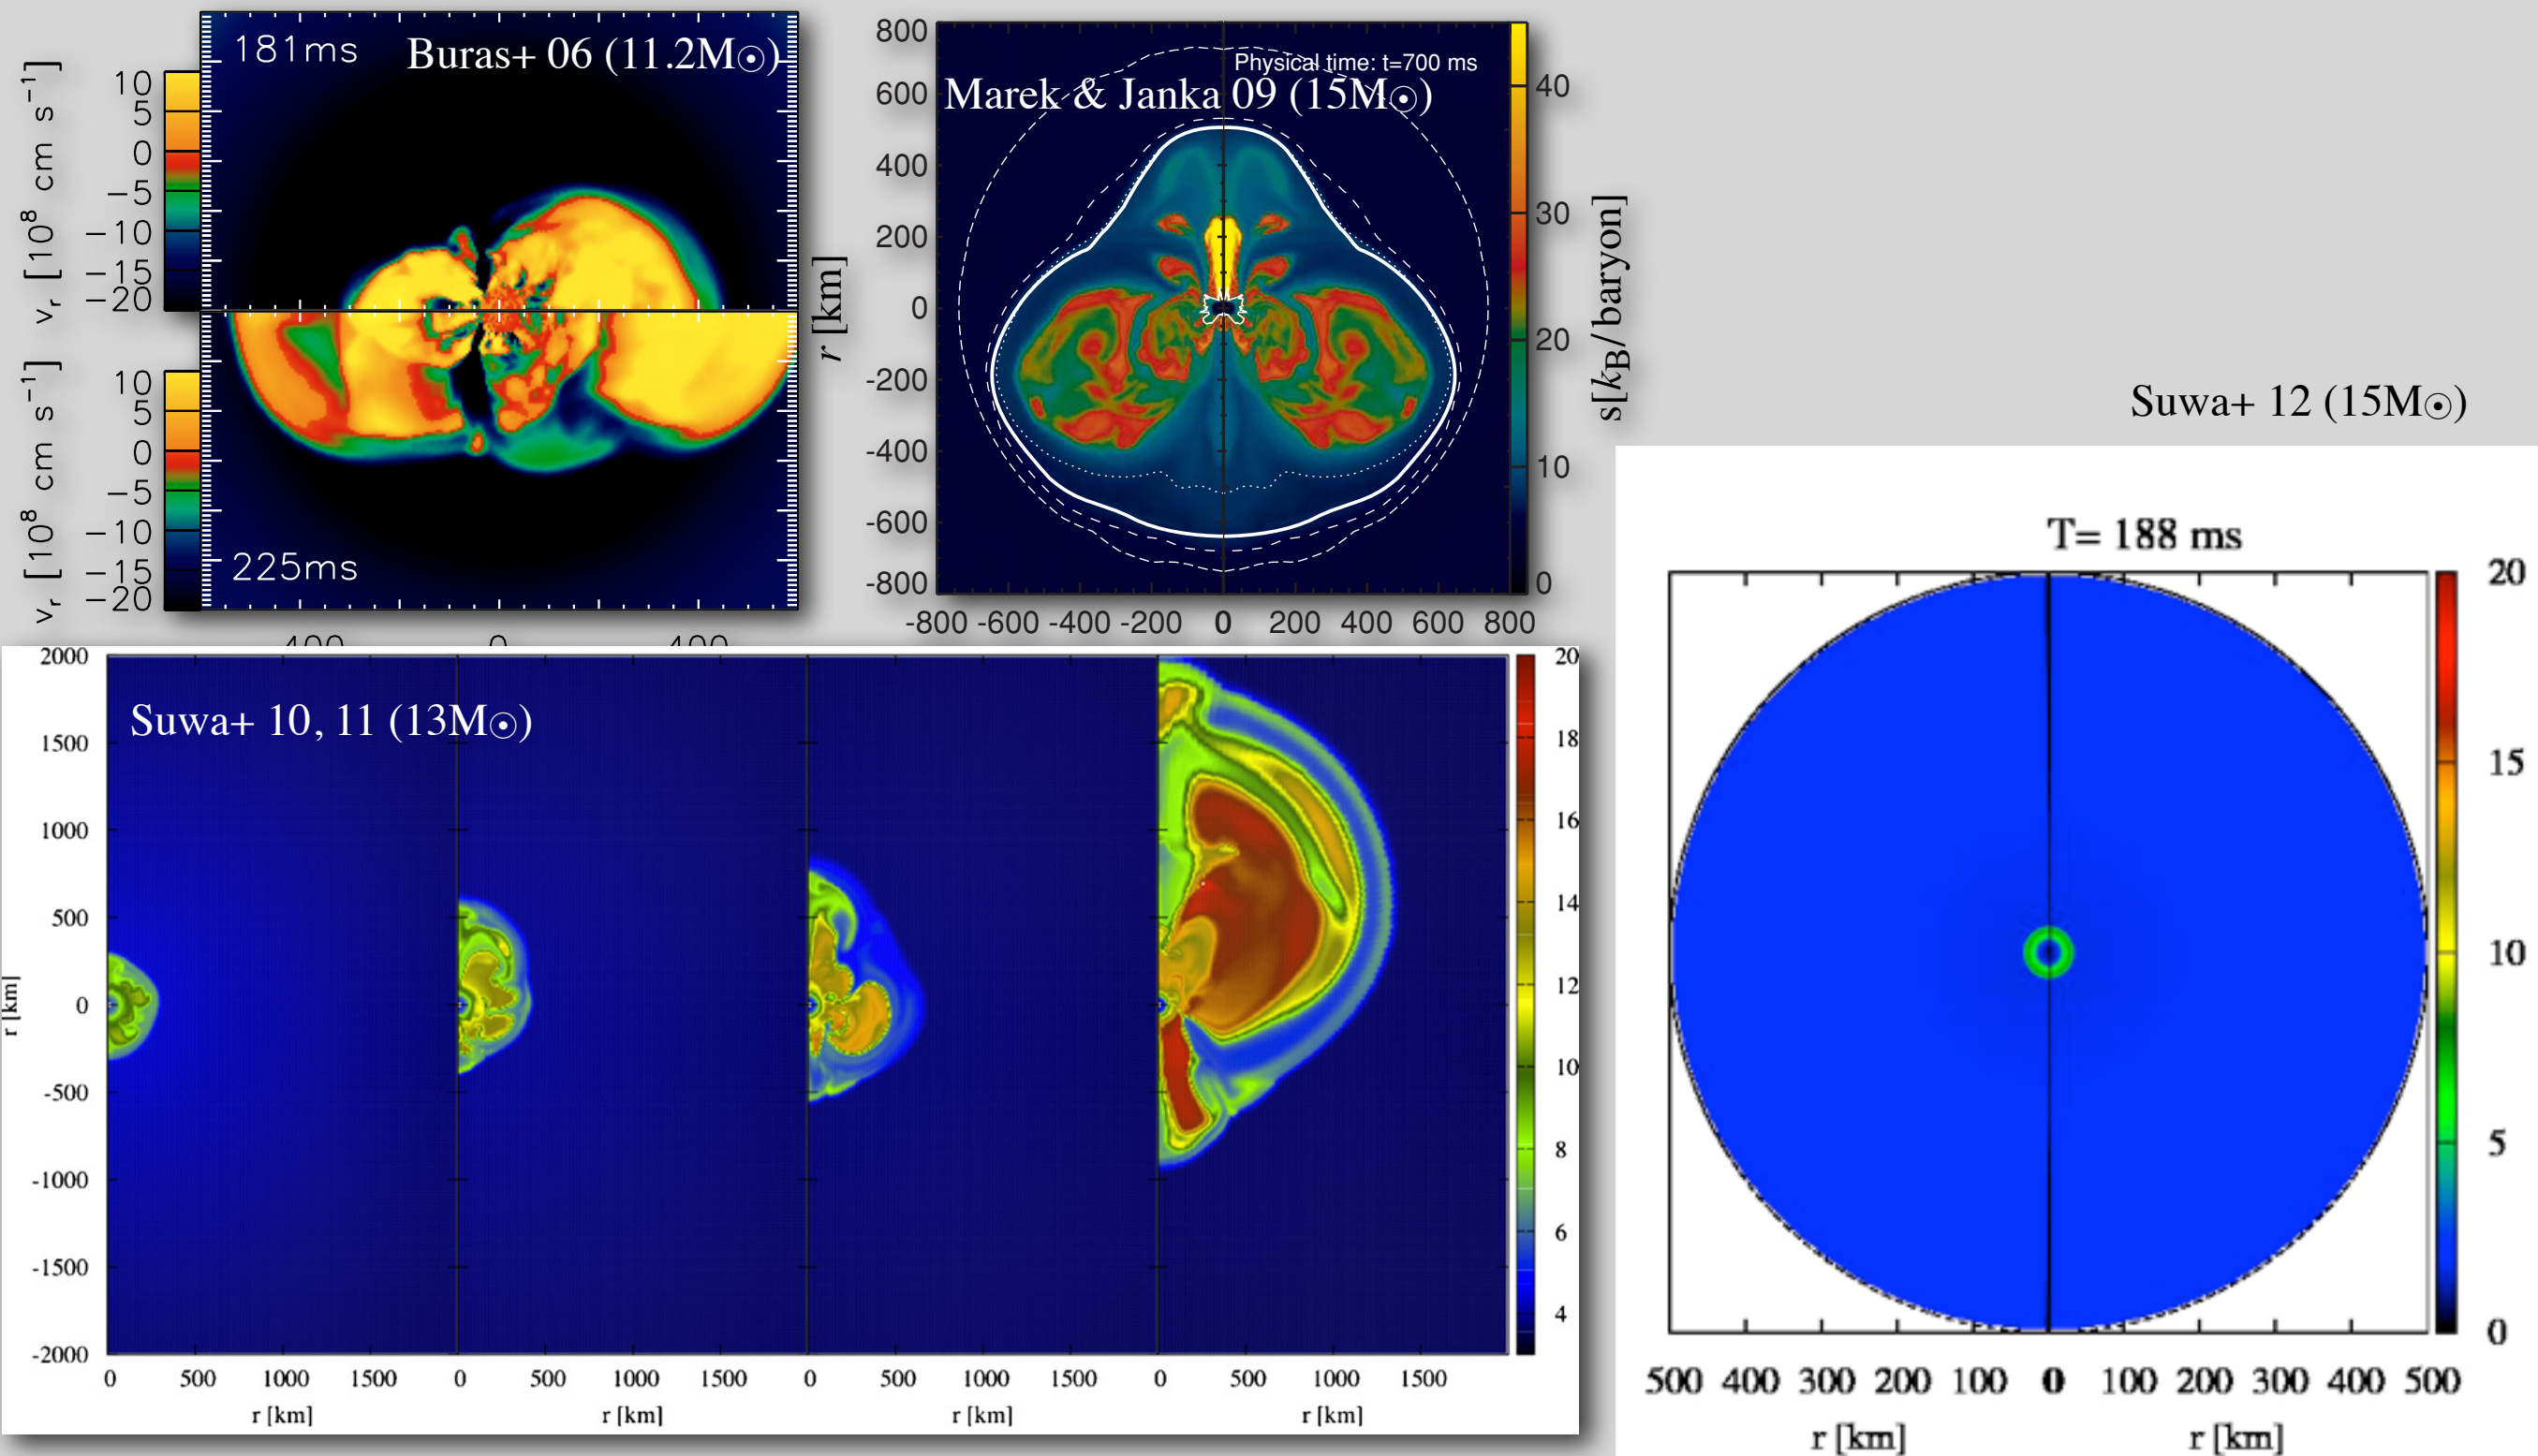 181ms
Buras+ 06 (11.2M☉)
10
5
0
−5
−10
−15
−20
vr [10^8 cm s^−1]
10
5
0
−5
−10
−15
−20
vr [10^8 cm s^−1]
225ms
800
600
400
200
0
-200
-400
-600
-800
r [km]
Physical time: t=700 ms
Marek & Janka 09 (15M☉)
40
30
20
10
0
s[kB/baryon]
-800 -600 -400 -200 0 200 400 600 800
400 0 400
Suwa+ 10, 11 (13M☉)
2000
1500
1000
500
0
-500
-1000
-1500
-2000
r [km]
20
18
16
14
12
10
8
6
4
0 500 1000 1500 0 500 1000 1500 0 500 1000 1500 0 500 1000 1500
r [km] r [km] r [km] r [km]
Suwa+ 12 (15M☉)
T= 188 ms
20
15
10
5
0
500 400 300 200 100 0 100 200 300 400 500
r [km] r [km]